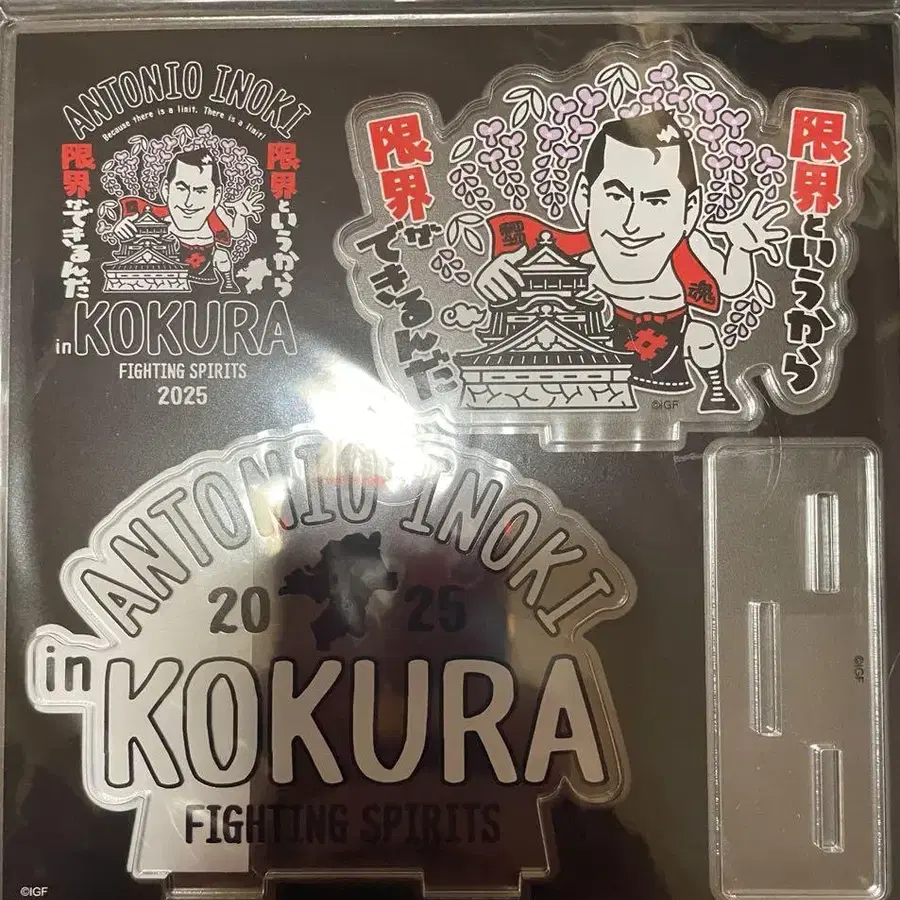 ANTONIO INOKI
Because there is a limit. There is a limit!
限界というから
限界ができるんだ
in KOKURA
FIGHTING SPIRITS
2025
限界というから
限界ができるんだ
魂
©IGF
ANTONIO INOKI
20 25
in KOKURA
FIGHTING SPIRITS
©IGF
©IGF